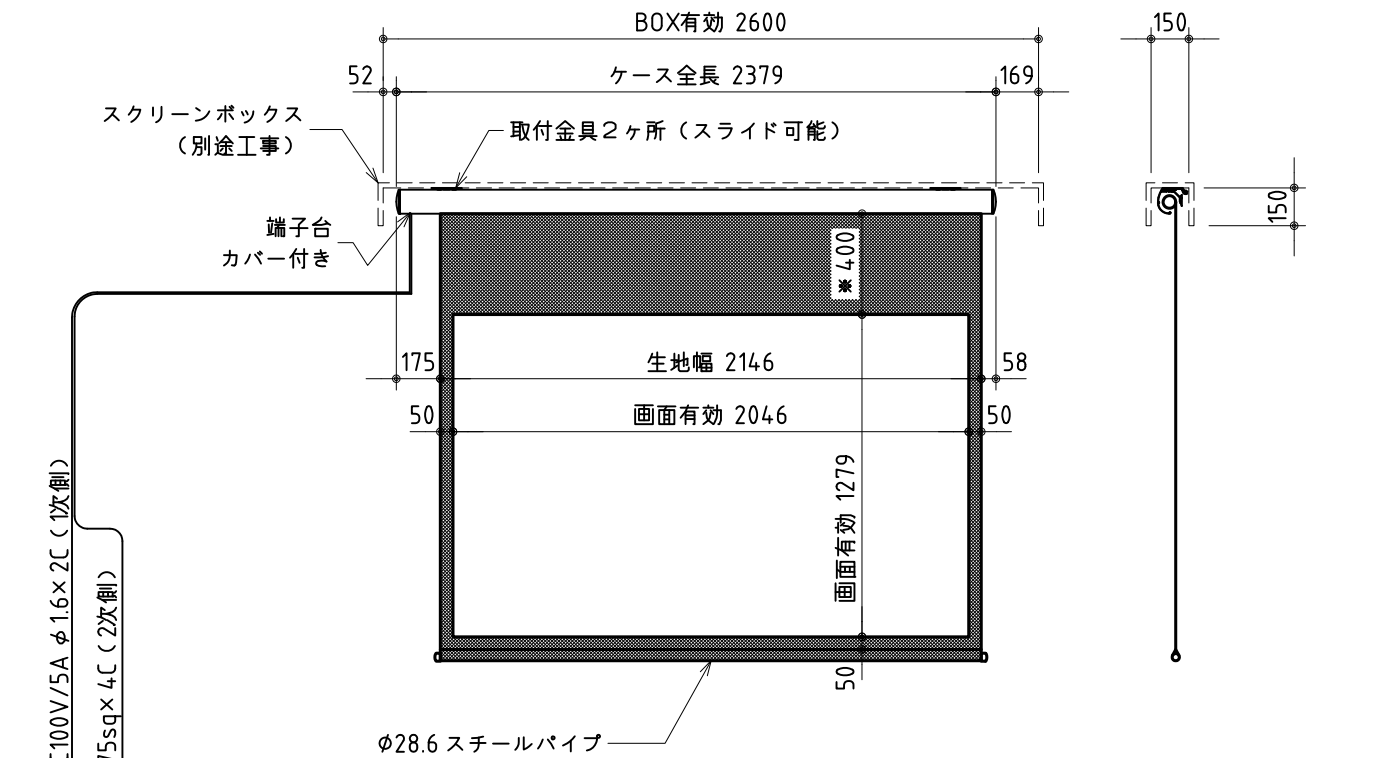 BOX有効 2600
150
52
ケース全長 2379
169
スクリーンボックス
（別途工事）
取付金具２ヶ所（スライド可能）
150
端子台
カバー付き
※ 400
175
生地幅 2146
58
50
画面有効 2046
50
画面有効 1279
50
φ28.6 スチールパイプ
100V/5A φ1.6×2C（1次側）
75sq×4C（2次側）